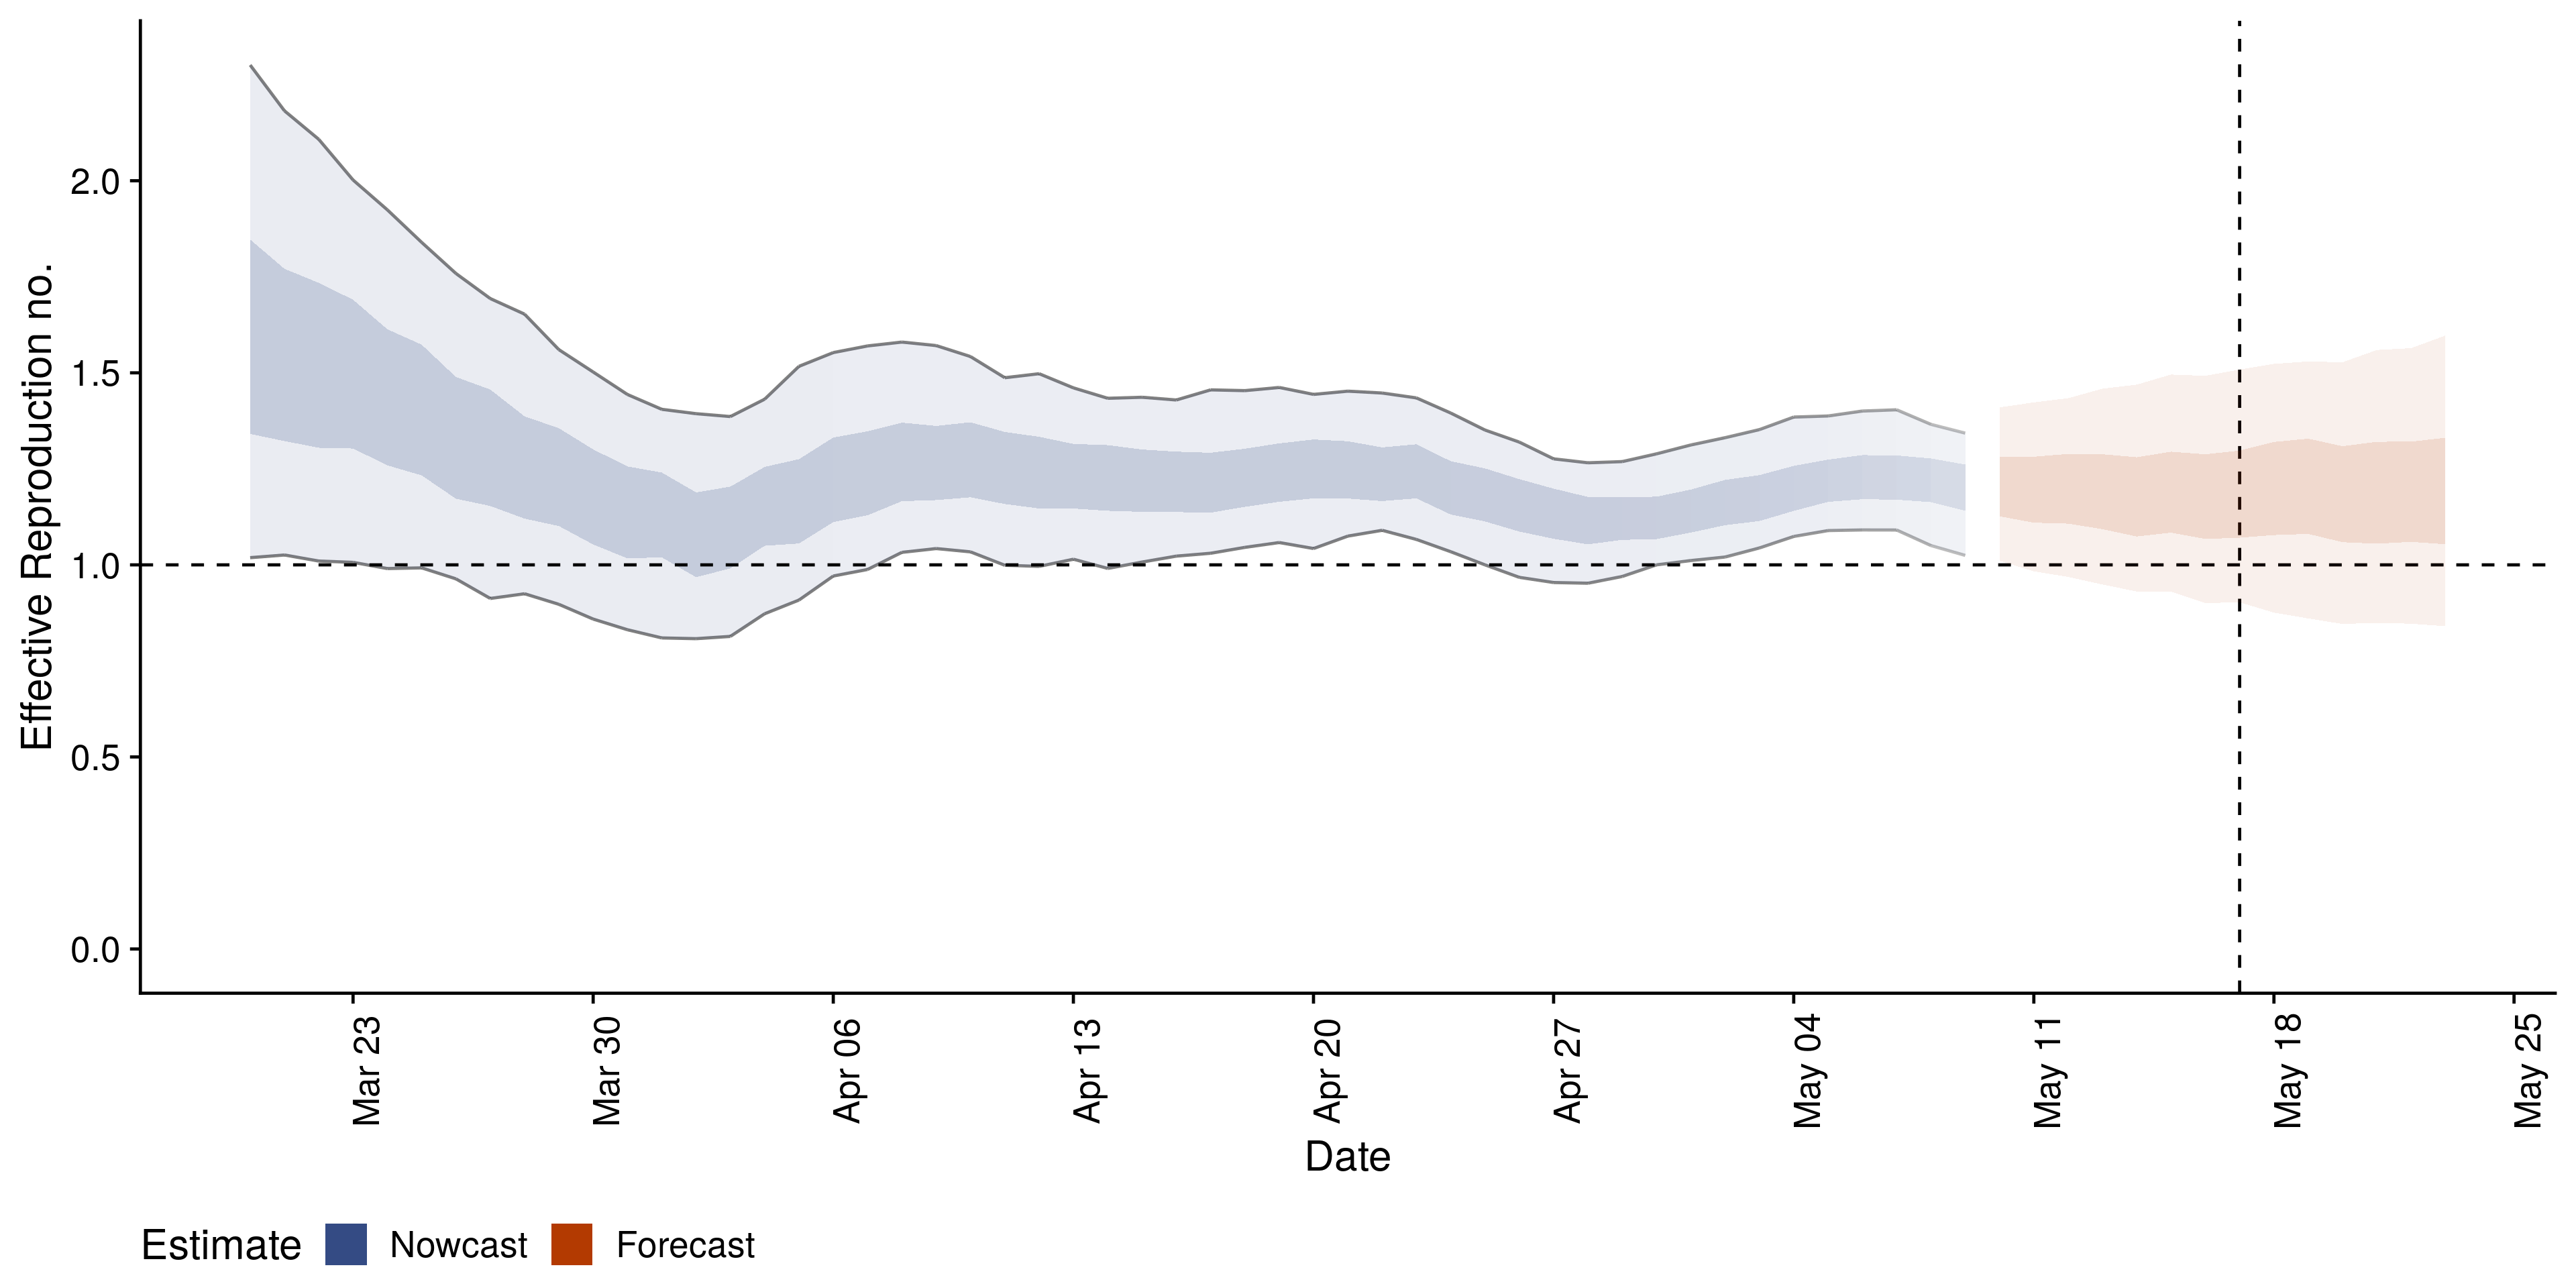 Effective Reproduction no.
2.0
1.5
1.0
0.5
0.0
Mar 23
Mar 30
Apr 06
Apr 13
Apr 20
Apr 27
May 04
May 11
May 18
May 25
Date
Estimate Nowcast Forecast